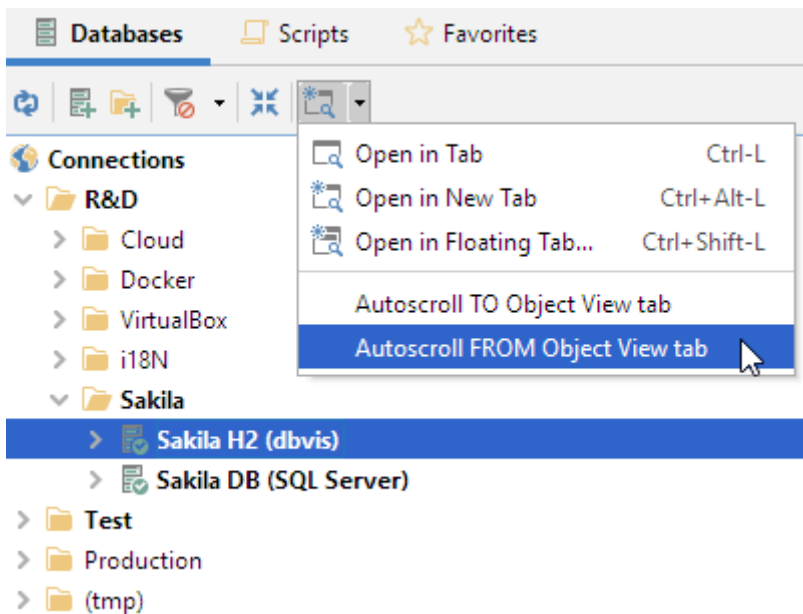 Databases Scripts Favorites
Connections
Open in Tab Ctrl-L
R&D
Open in New Tab Ctrl+Alt-L
Cloud
Open in Floating Tab... Ctrl+Shift-L
Docker
Autoscroll TO Object View tab
VirtualBox
Autoscroll FROM Object View tab
i18N
Sakila
Sakila H2 (dbvis)
Sakila DB (SQL Server)
Test
Production
(tmp)